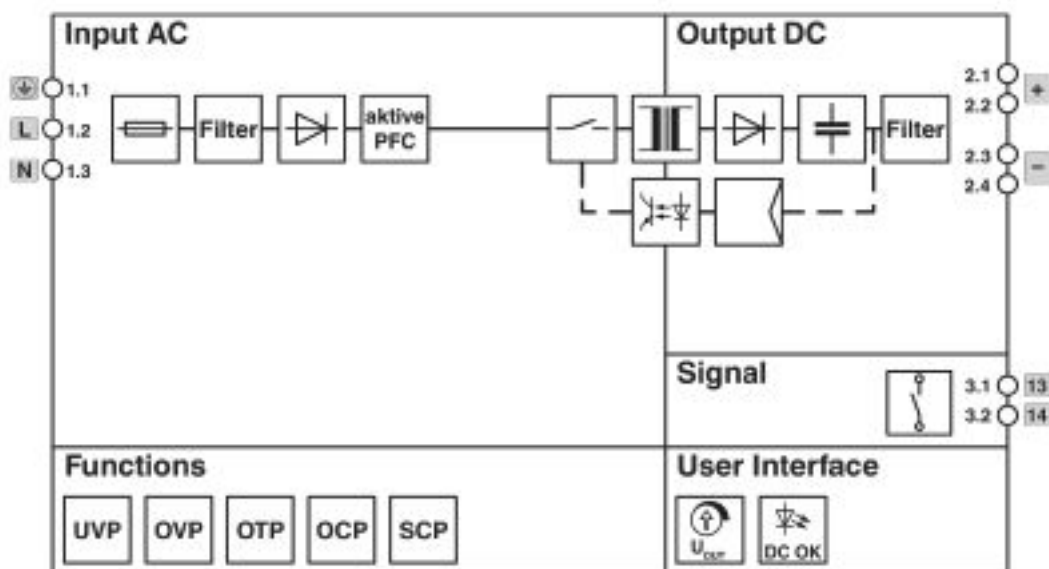 Input AC
Output DC
1.1
L 1.2
N 1.3
Filter
aktive
PFC
Filter
2.1
2.2
+
2.3
2.4
-
Signal
3.1 13
3.2 14
Functions
UVP OVP OTP OCP SCP
User Interface
UOUT
DC OK